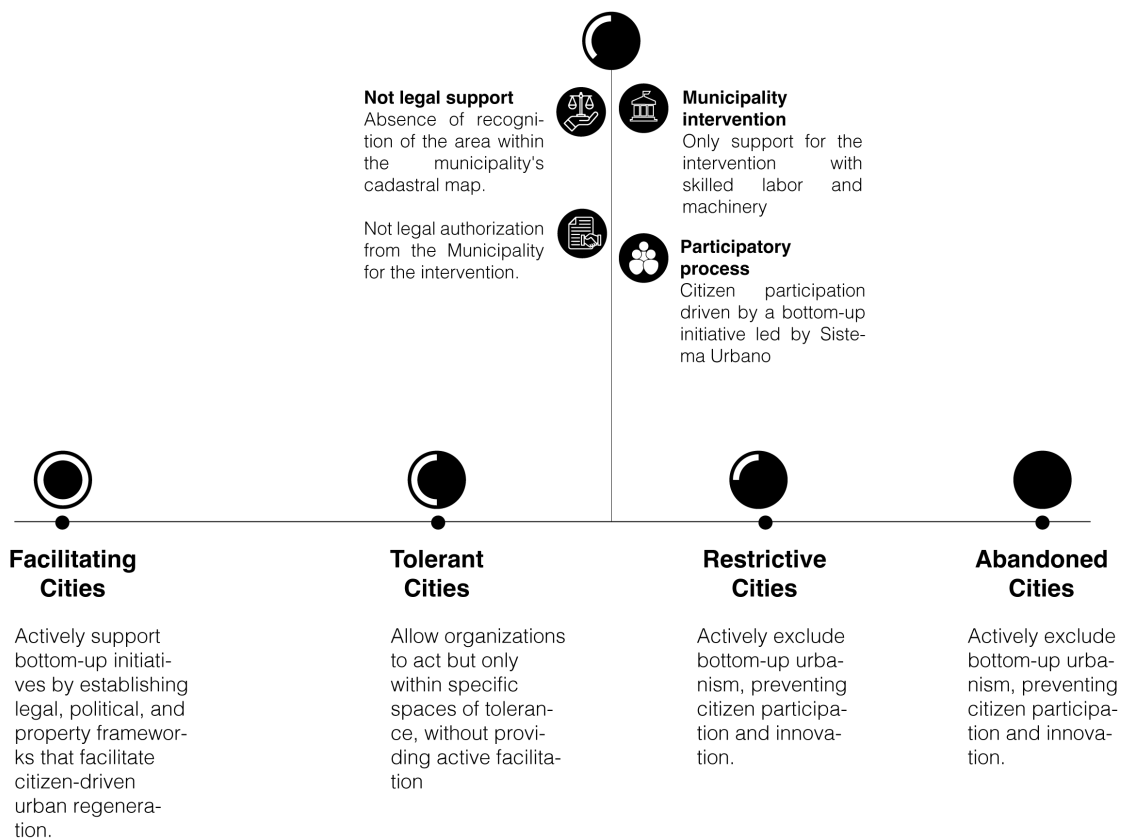 Not legal support
Absence of recogni-
tion of the area within
the municipality's
cadastral map.
Not legal authorization
from the Municipality
for the intervention.
Municipality
intervention
Only support for the
intervention with
skilled labor and
machinery
Participatory
process
Citizen participation
driven by a bottom-up
initiative led by Siste-
ma Urbano
Facilitating
Cities
Actively support
bottom-up initiati-
ves by establishing
legal, political, and
property framewor-
ks that facilitate
citizen-driven
urban regenera-
tion.
Tolerant
Cities
Allow organizations
to act but only
within specific
spaces of toleran-
ce, without provi-
ding active facilita-
tion
Restrictive
Cities
Actively exclude
bottom-up urba-
nism, preventing
citizen participa-
tion and innova-
tion.
Abandoned
Cities
Actively exclude
bottom-up urba-
nism, preventing
citizen participa-
tion and innova-
tion.